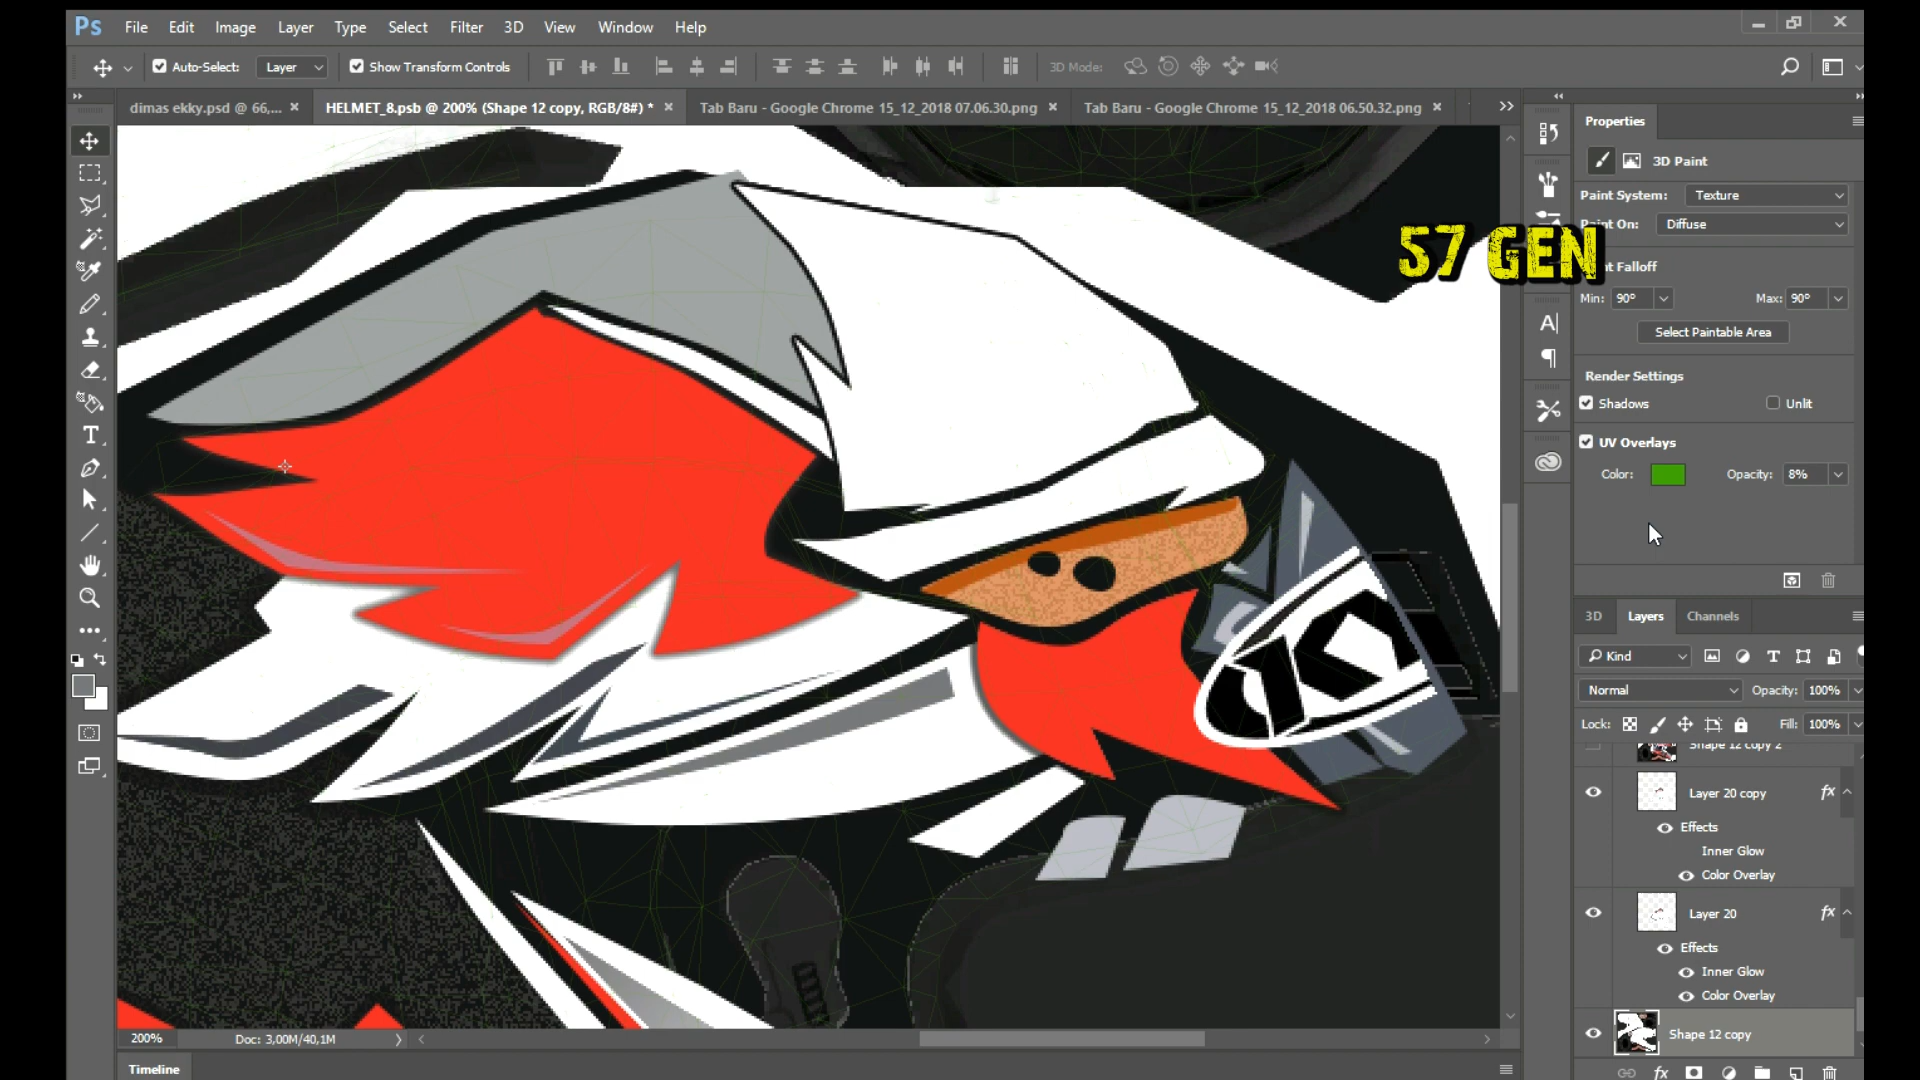 Ps File Edit Image Layer Type Select Filter 3D View Window Help
Auto-Select: Layer Show Transform Controls 3D Mode:
dimas ekky.psd @ 66,... × HELMET_8.psb @ 200% (Shape 12 copy, RGB/8#) * × Tab Baru - Google Chrome 15_12_2018 07.06.30.png × Tab Baru - Google Chrome 15_12_2018 06.50.32.png ×
Properties
3D Paint
Paint System: Texture
Paint On: Diffuse
57 GEN
Falloff
Min: 90° Max: 90°
Select Paintable Area
Render Settings
Shadows Unlit
UV Overlays
Color: Opacity: 8%
3D Layers Channels
Kind
Normal Opacity: 100%
Lock: Fill: 100%
Shape 12 copy 2
Layer 20 copy fx
Effects
Inner Glow
Color Overlay
Layer 20 fx
Effects
Inner Glow
Color Overlay
Shape 12 copy
fx
200% Doc: 3,00M/40,1M
Timeline